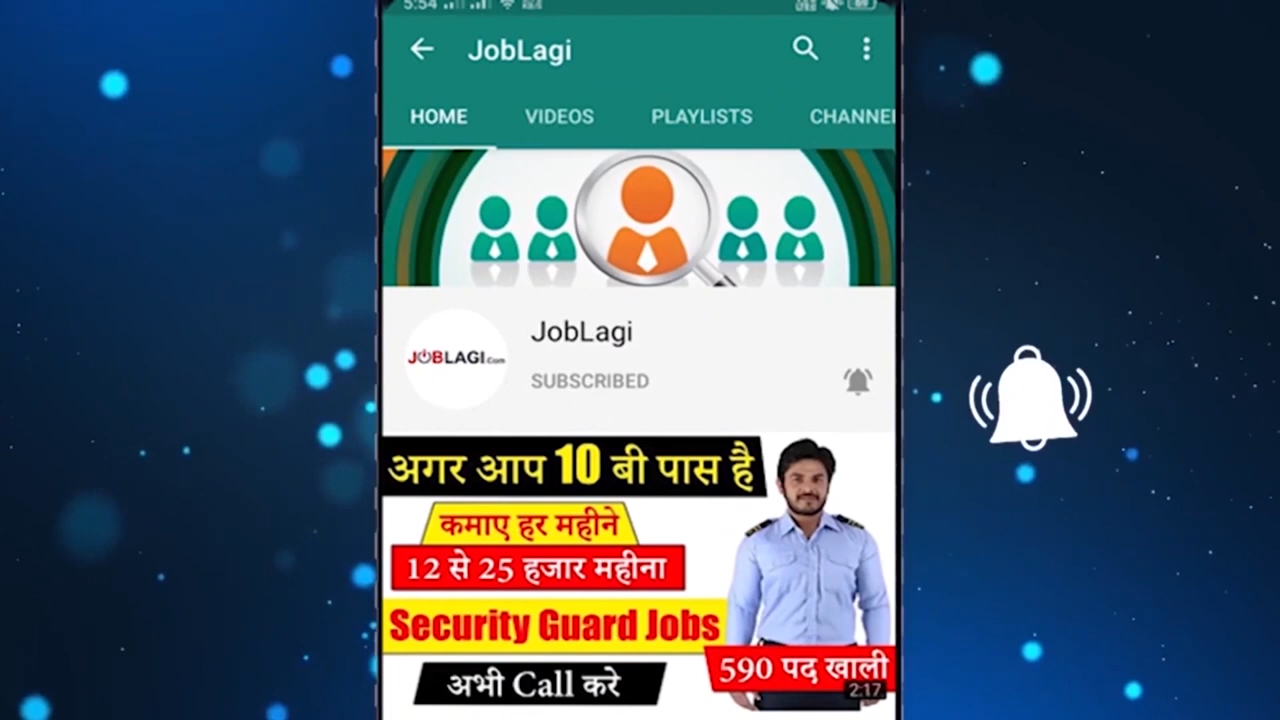 5:54
JobLagi
HOME VIDEOS PLAYLISTS CHANNEL
JobLagi
JOBLAGI.Com
SUBSCRIBED
अगर आप 10 बी पास है
कमाए हर महीने
12 से 25 हजार महीना
Security Guard Jobs
590 पद खाली
2:17
अभी Call करे